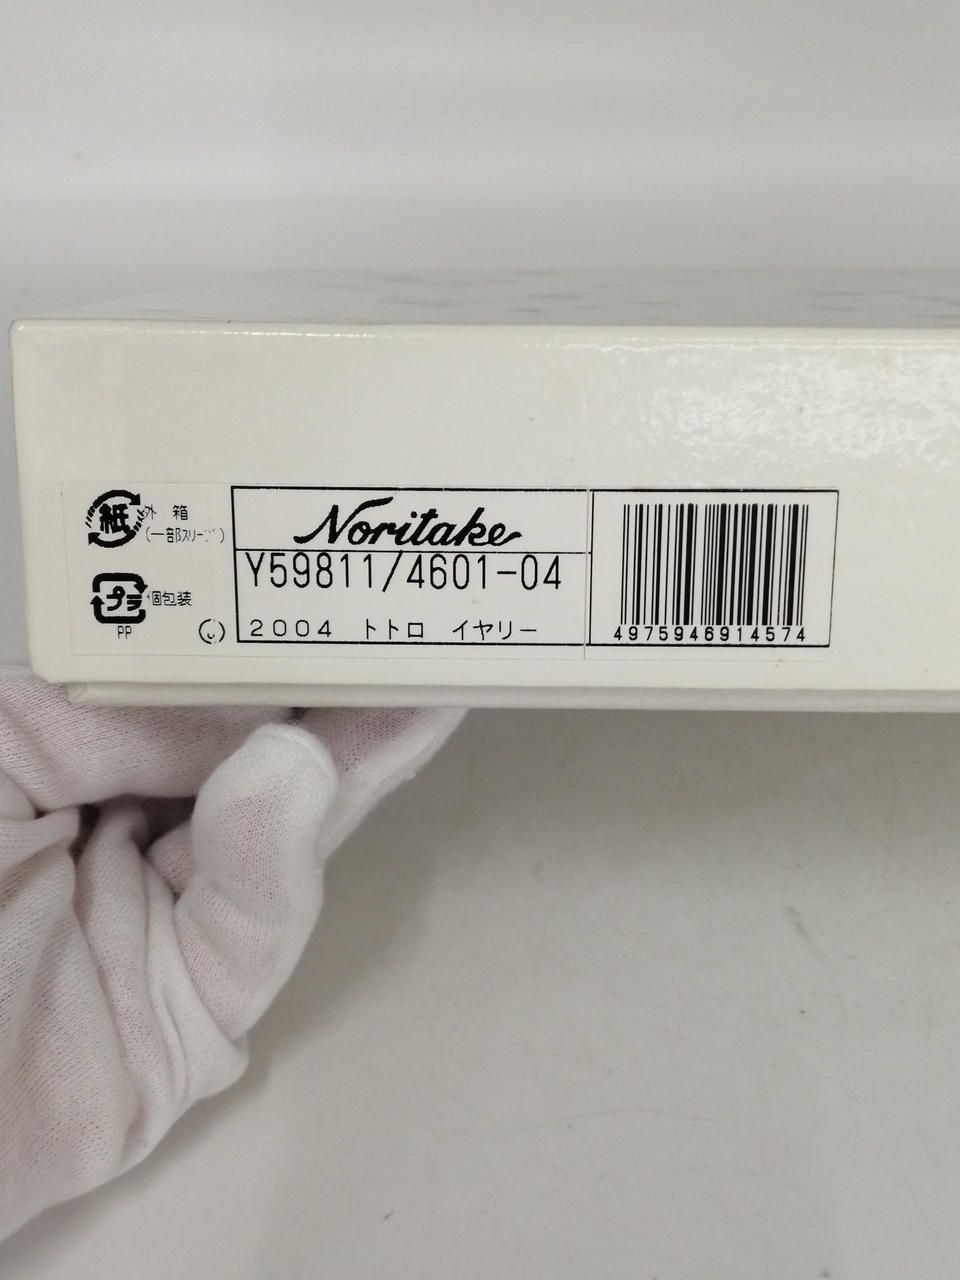 紙 外 箱
(一部スリーブ)
プラ 個包装
PP
Noritake
Y59811/4601-04
2004 トトロ イヤリー
4975946914574